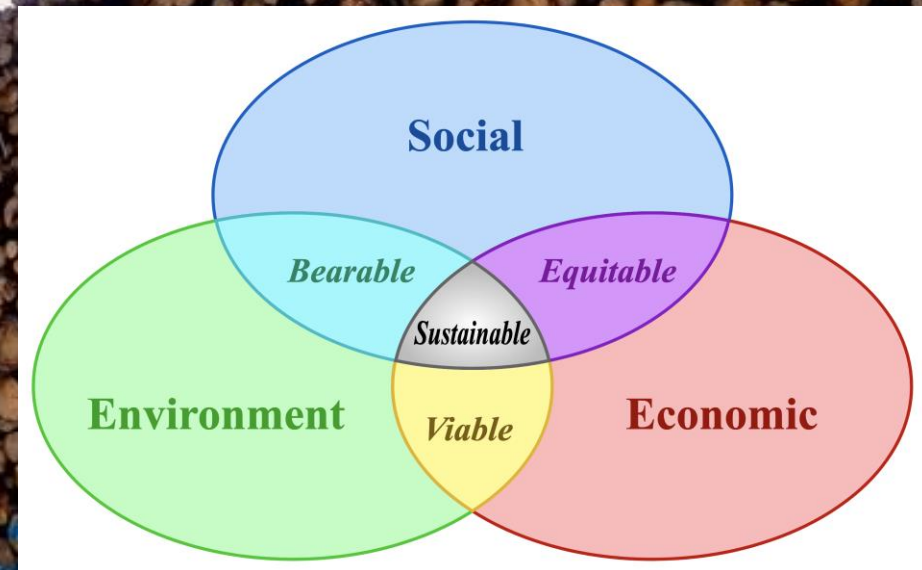 Social
Bearable
Equitable
Sustainable
Environment
Viable
Economic